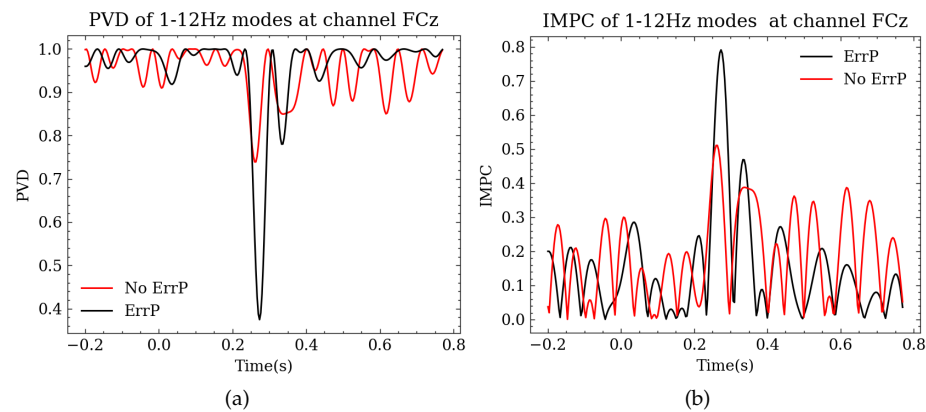 PVD of 1-12Hz modes at channel FCz
1.0
0.9
0.8
0.7
0.6
0.5
0.4
PVD
No ErrP
ErrP
−0.2 0.0 0.2 0.4 0.6 0.8
Time(s)
(a)
IMPC of 1-12Hz modes at channel FCz
0.8
0.7
0.6
0.5
0.4
0.3
0.2
0.1
0.0
IMPC
ErrP
No ErrP
−0.2 0.0 0.2 0.4 0.6 0.8
Time(s)
(b)